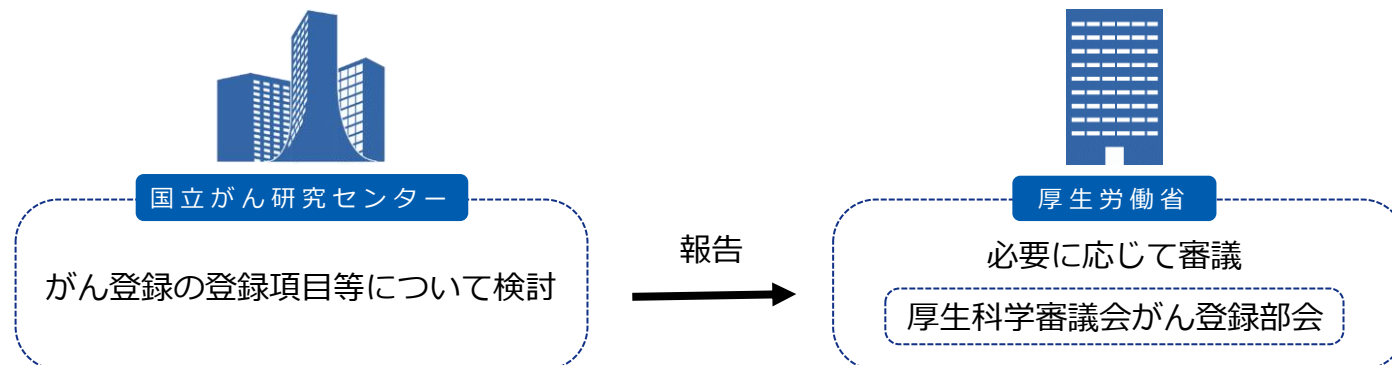 国立がん研究センター
がん登録の登録項目等について検討
報告
厚生労働省
必要に応じて審議
厚生科学審議会がん登録部会